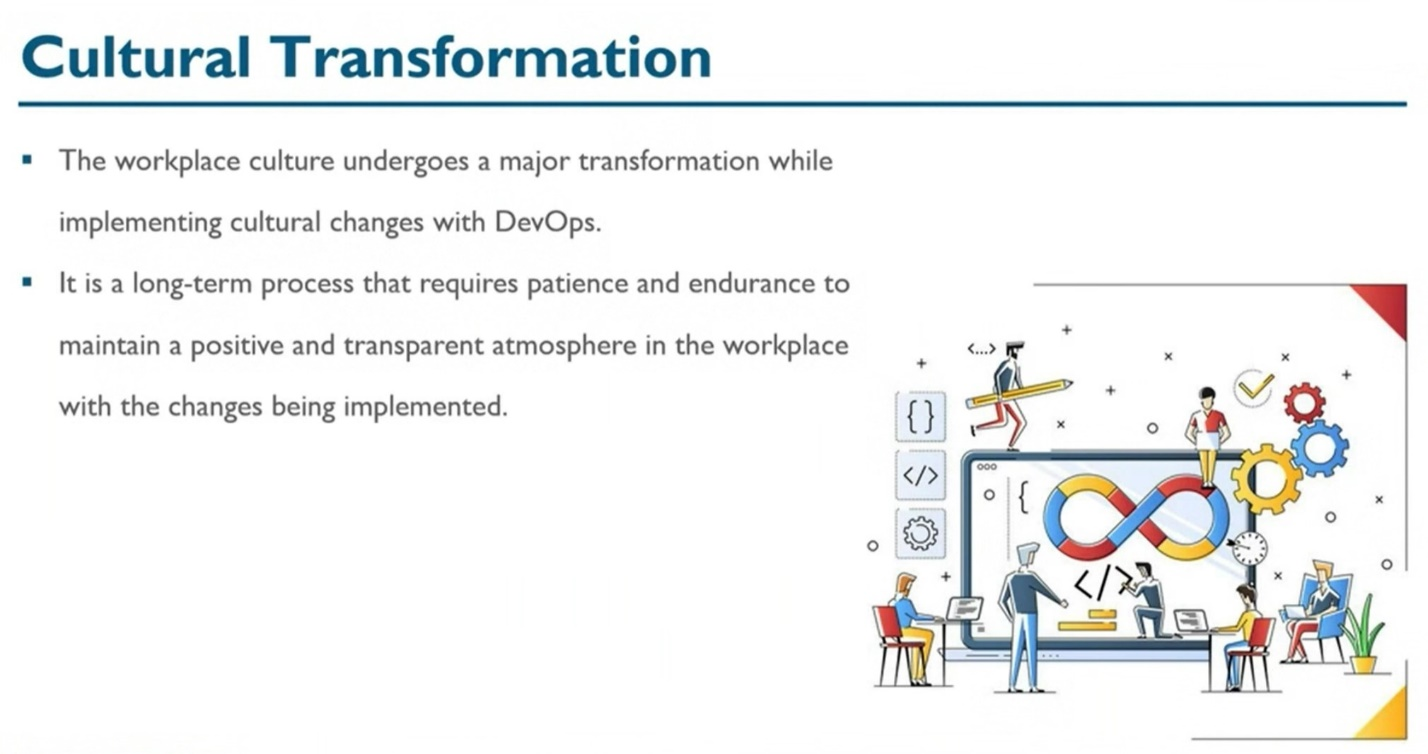 Cultural Transformation
▪ The workplace culture undergoes a major transformation while
implementing cultural changes with DevOps.
▪ It is a long-term process that requires patience and endurance to
maintain a positive and transparent atmosphere in the workplace
with the changes being implemented.
<...>
{}
</>
{
</>